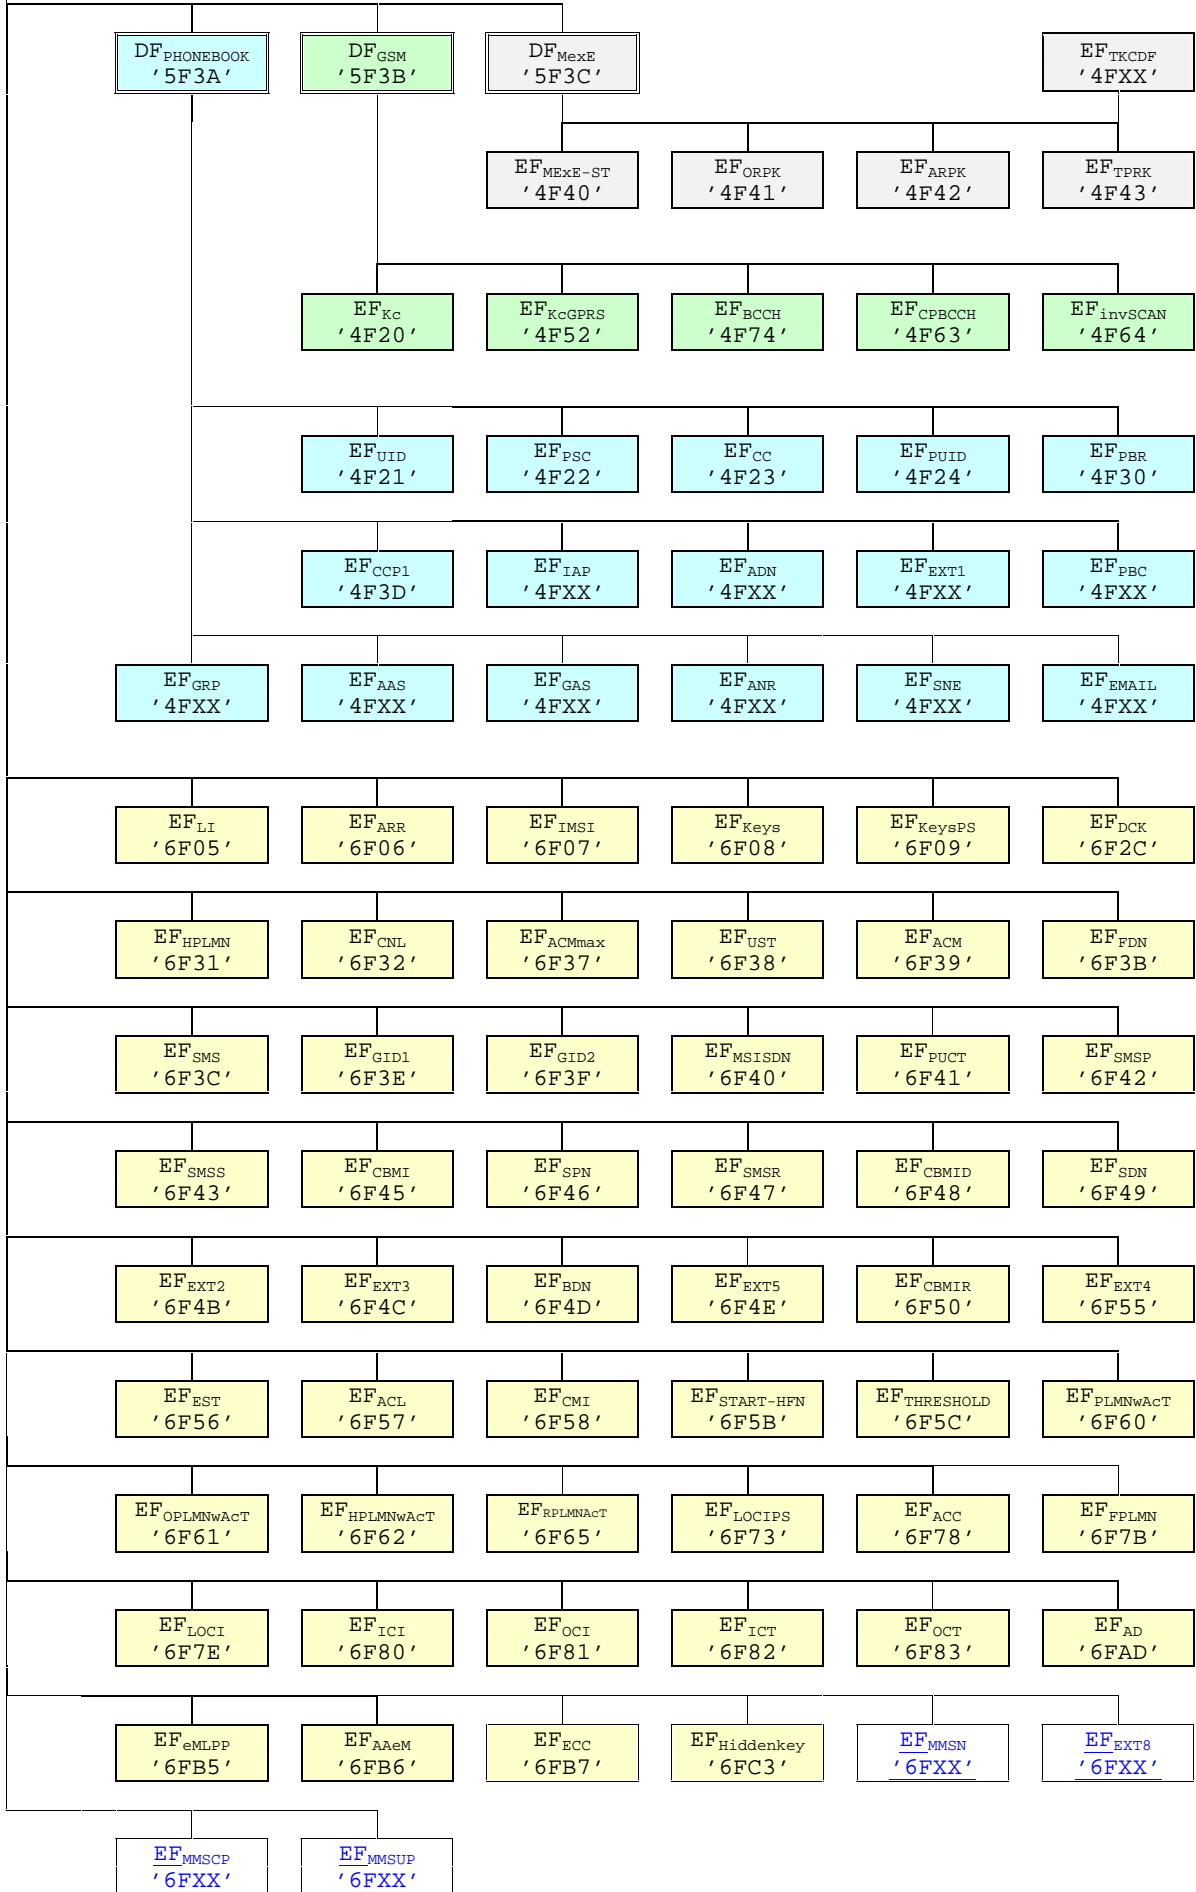 DFPHONEBOOK
'5F3A'
DFGSM
'5F3B'
DFMexE
'5F3C'
EFTKCDF
'4FXX'
EFMExE-ST
'4F40'
EFORPK
'4F41'
EFARPK
'4F42'
EFTPRK
'4F43'
EFKc
'4F20'
EFKcGPRS
'4F52'
EFBCCH
'4F74'
EFCPBCCH
'4F63'
EFinvSCAN
'4F64'
EFUID
'4F21'
EFPSC
'4F22'
EFCC
'4F23'
EFPUID
'4F24'
EFPBR
'4F30'
EFCCP1
'4F3D'
EFIAP
'4FXX'
EFADN
'4FXX'
EFEXT1
'4FXX'
EFPBC
'4FXX'
EFGRP
'4FXX'
EFAAS
'4FXX'
EFGAS
'4FXX'
EFANR
'4FXX'
EFSNE
'4FXX'
EFEMAIL
'4FXX'
EFLI
'6F05'
EFARR
'6F06'
EFIMSI
'6F07'
EFKeys
'6F08'
EFKeysPS
'6F09'
EFDCK
'6F2C'
EFHPLMN
'6F31'
EFCNL
'6F32'
EFACMmax
'6F37'
EFUST
'6F38'
EFACM
'6F39'
EFFDN
'6F3B'
EFSMS
'6F3C'
EFGID1
'6F3E'
EFGID2
'6F3F'
EFMSISDN
'6F40'
EFPUCT
'6F41'
EFSMSP
'6F42'
EFSMSS
'6F43'
EFCBMI
'6F45'
EFSPN
'6F46'
EFSMSR
'6F47'
EFCBMID
'6F48'
EFSDN
'6F49'
EFEXT2
'6F4B'
EFEXT3
'6F4C'
EFBDN
'6F4D'
EFEXT5
'6F4E'
EFCBMIR
'6F50'
EFEXT4
'6F55'
EFEST
'6F56'
EFACL
'6F57'
EFCMI
'6F58'
EFSTART-HFN
'6F5B'
EFTHRESHOLD
'6F5C'
EFPLMNwAcT
'6F60'
EFOPLMNwAcT
'6F61'
EFHPLMNwAcT
'6F62'
EFRPLMNAcT
'6F65'
EFLOCIPS
'6F73'
EFACC
'6F78'
EFFPLMN
'6F7B'
EFLOCI
'6F7E'
EFICI
'6F80'
EFOCI
'6F81'
EFICT
'6F82'
EFOCT
'6F83'
EFAD
'6FAD'
EFeMLPP
'6FB5'
EFAAeM
'6FB6'
EFECC
'6FB7'
EFHiddenkey
'6FC3'
EFMMSN
'6FXX'
EFEXT8
'6FXX'
EFMMSCP
'6FXX'
EFMMSUP
'6FXX'